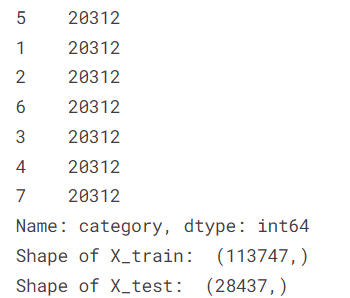 5    20312
1    20312
2    20312
6    20312
3    20312
4    20312
7    20312
Name: category, dtype: int64
Shape of X_train:  (113747,)
Shape of X_test:  (28437,)